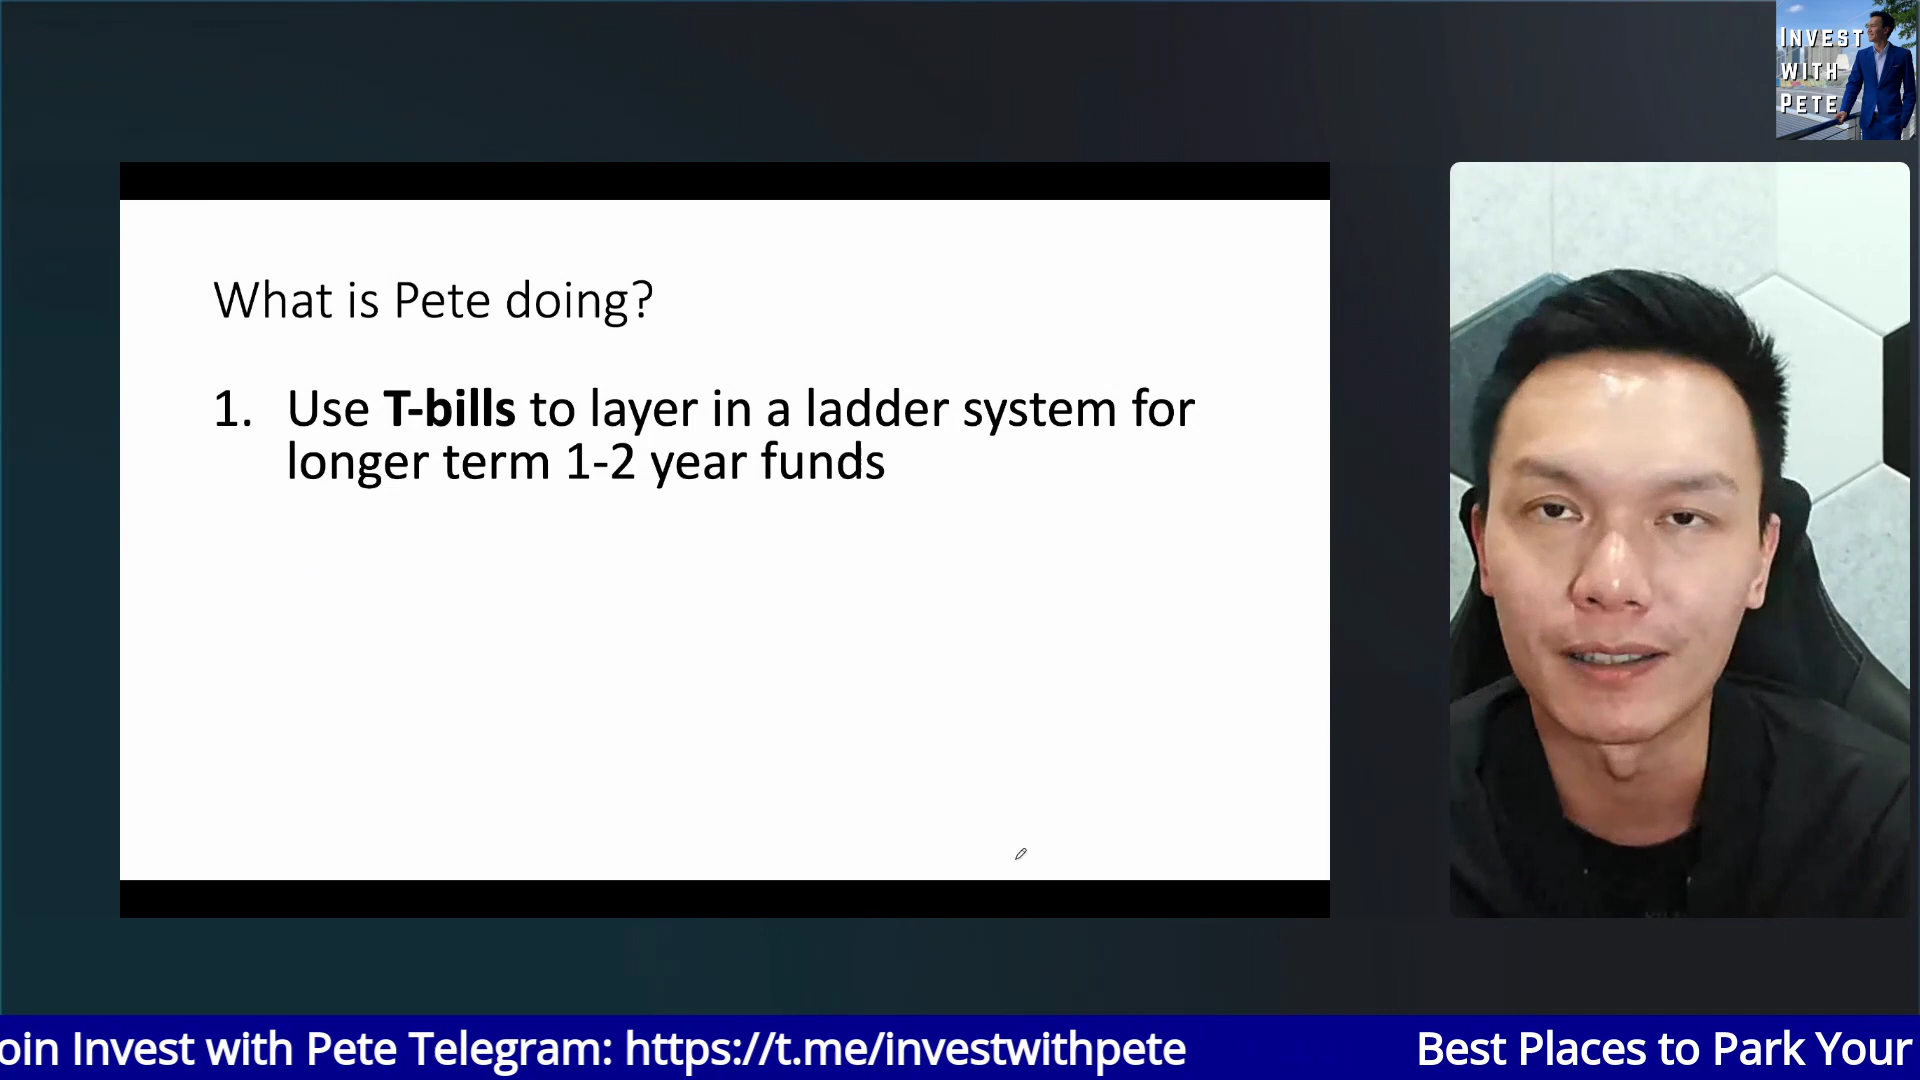 INVEST
WITH
PETE
What is Pete doing?
1. Use T-bills to layer in a ladder system for
longer term 1-2 year funds
oin Invest with Pete Telegram: https://t.me/investwithpete
Best Places to Park Your